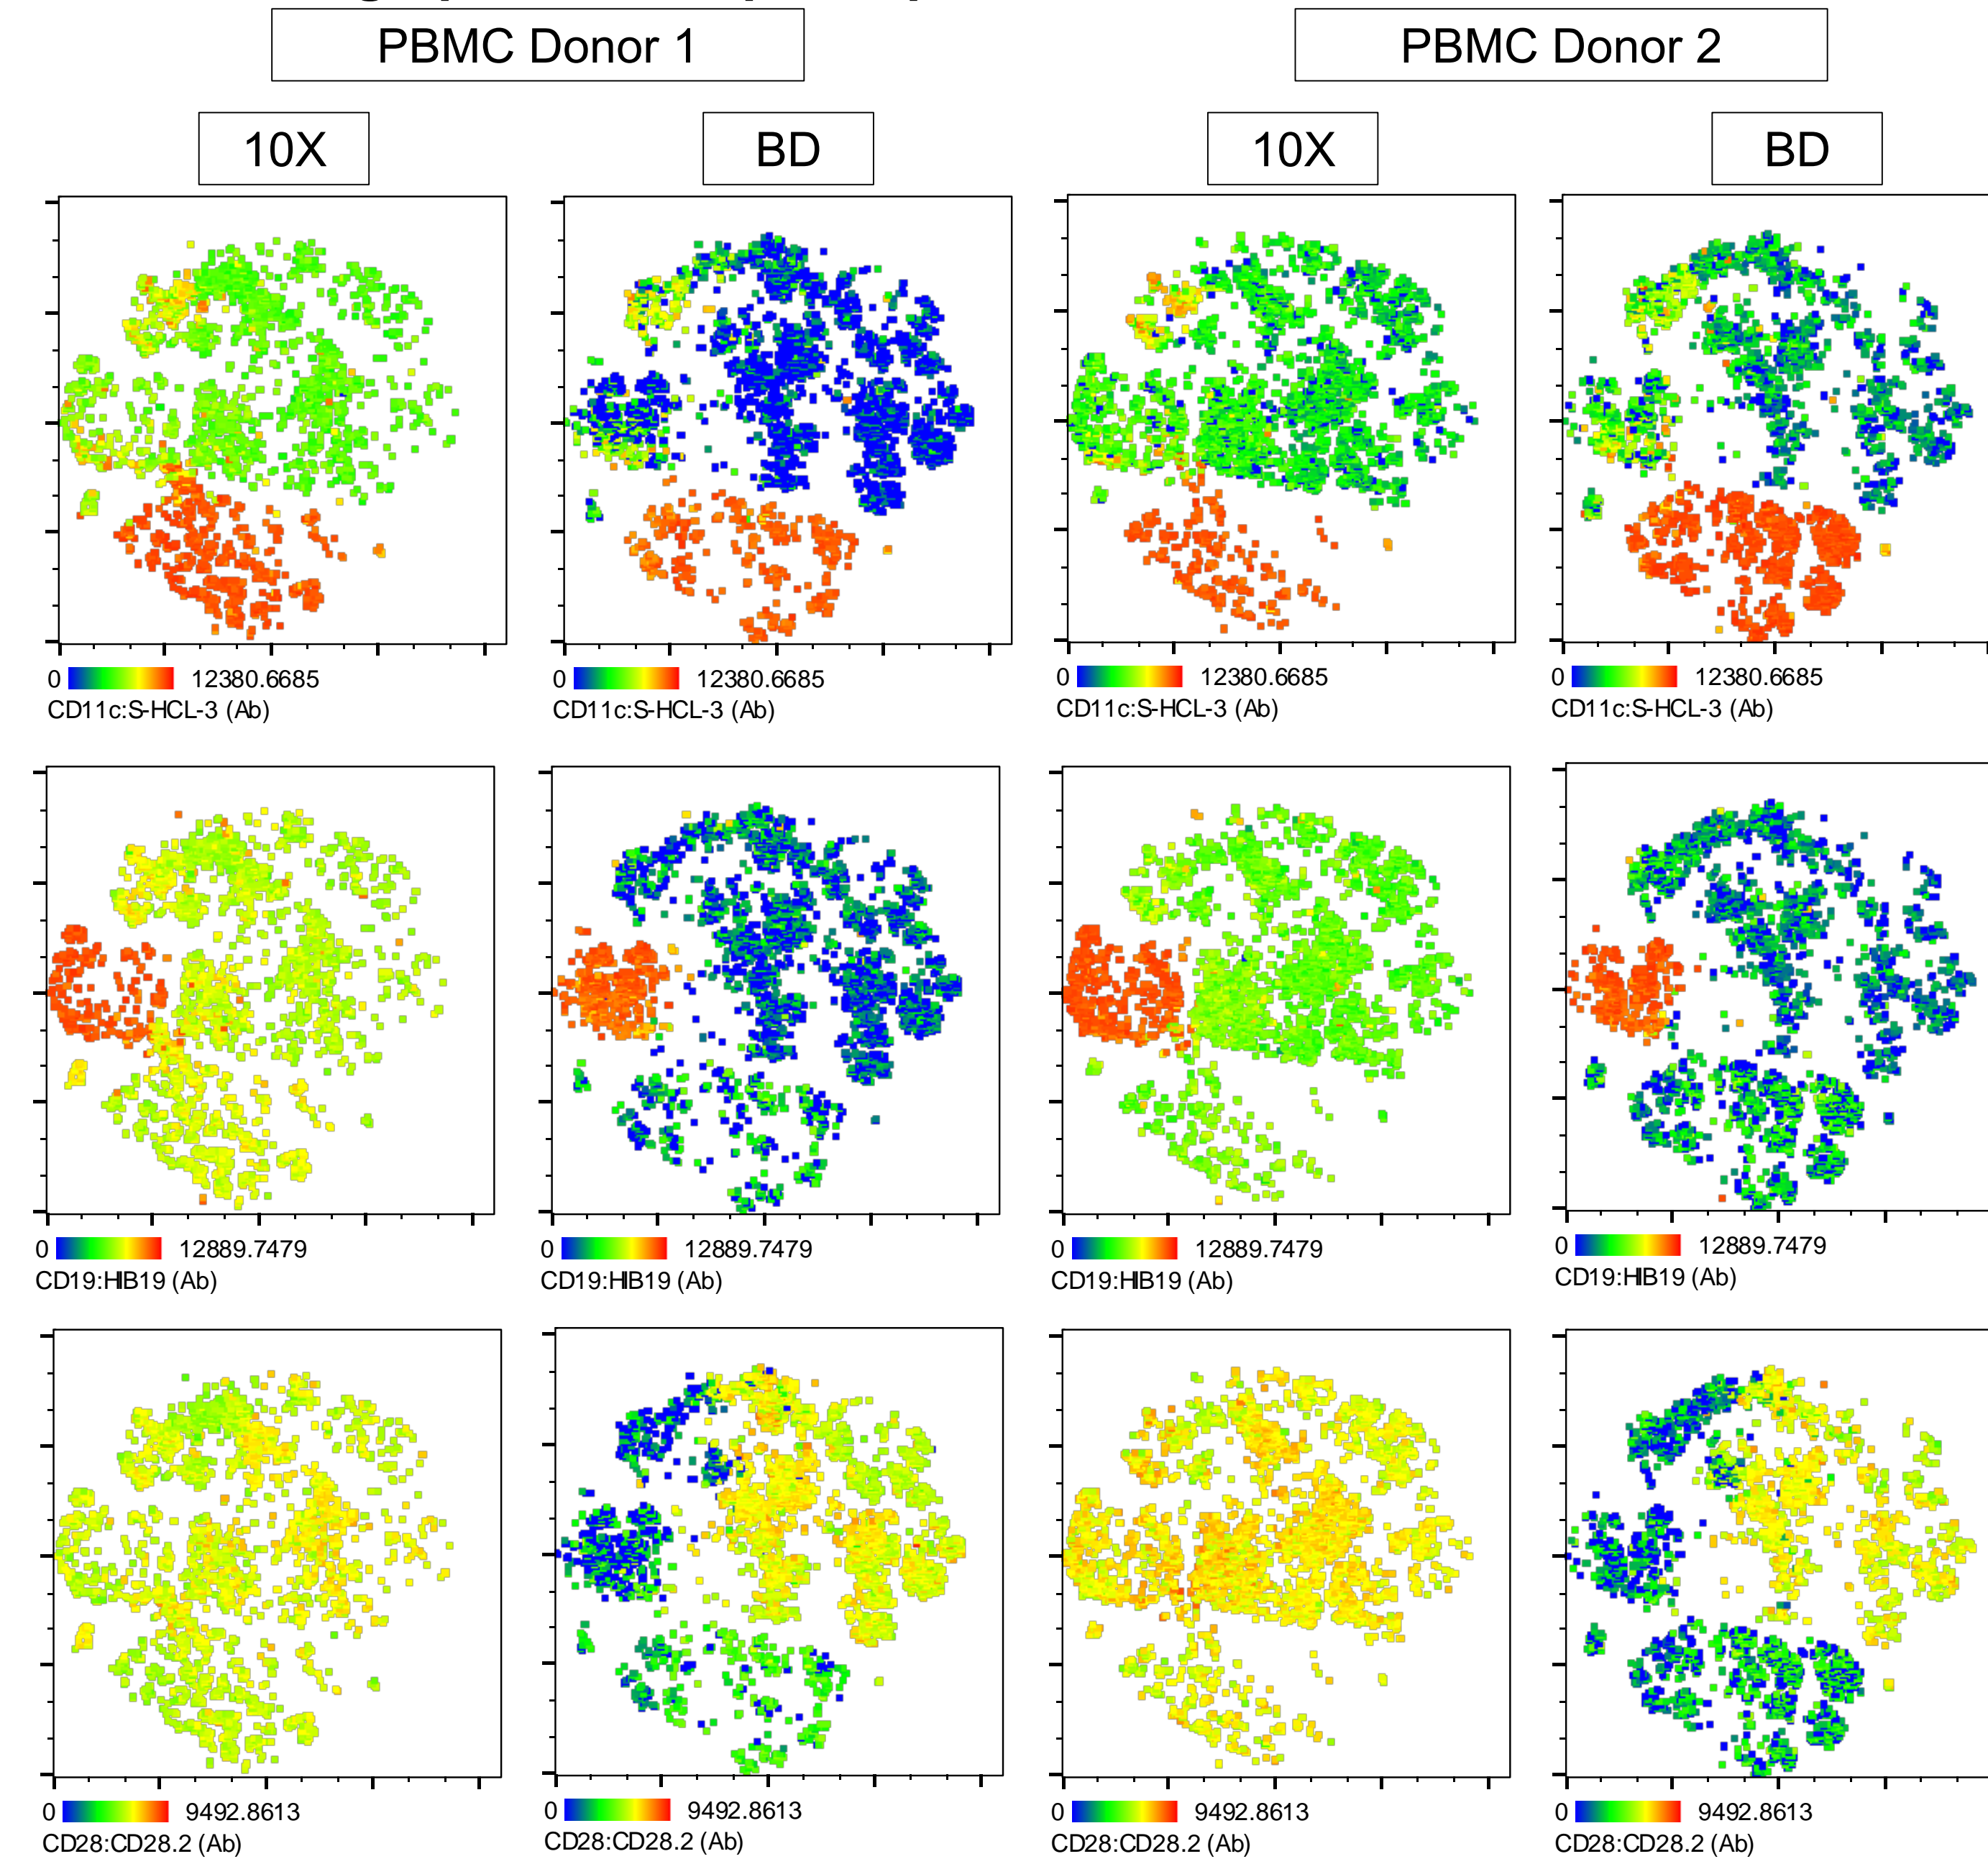 PBMC Donor 1
PBMC Donor 2
10X
BD
10X
BD
0 12380.6685
CD11c:S-HCL-3 (Ab)
0 12380.6685
CD11c:S-HCL-3 (Ab)
0 12380.6685
CD11c:S-HCL-3 (Ab)
0 12380.6685
CD11c:S-HCL-3 (Ab)
0 12889.7479
CD19:HIB19 (Ab)
0 12889.7479
CD19:HIB19 (Ab)
0 12889.7479
CD19:HIB19 (Ab)
0 12889.7479
CD19:HIB19 (Ab)
0 9492.8613
CD28:CD28.2 (Ab)
0 9492.8613
CD28:CD28.2 (Ab)
0 9492.8613
CD28:CD28.2 (Ab)
0 9492.8613
CD28:CD28.2 (Ab)